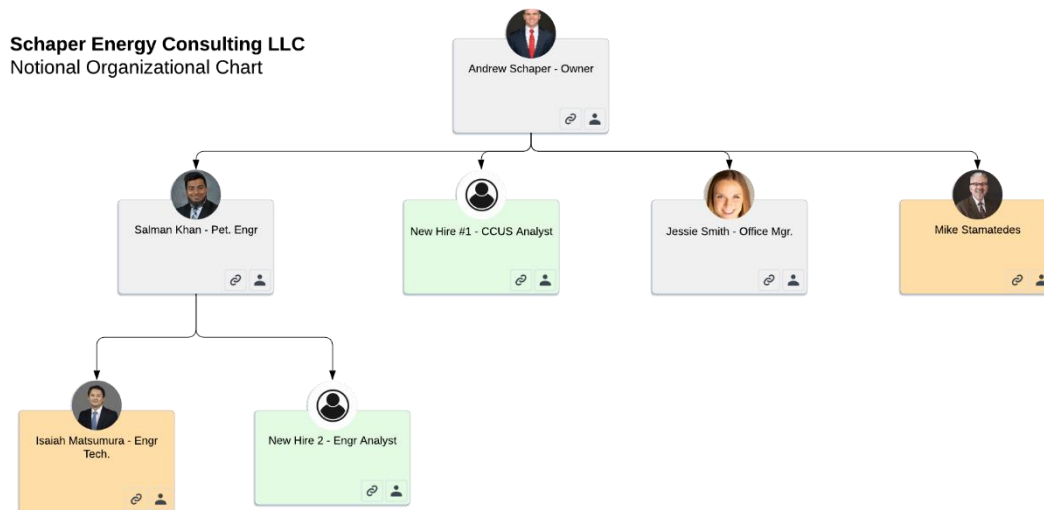 Schaper Energy Consulting LLC
Notional Organizational Chart
Andrew Schaper - Owner
Salman Khan - Pet. Engr
New Hire #1 - CCUS Analyst
Jessie Smith - Office Mgr.
Mike Stamatedes
Isaiah Matsumura - Engr
Tech.
New Hire 2 - Engr Analyst